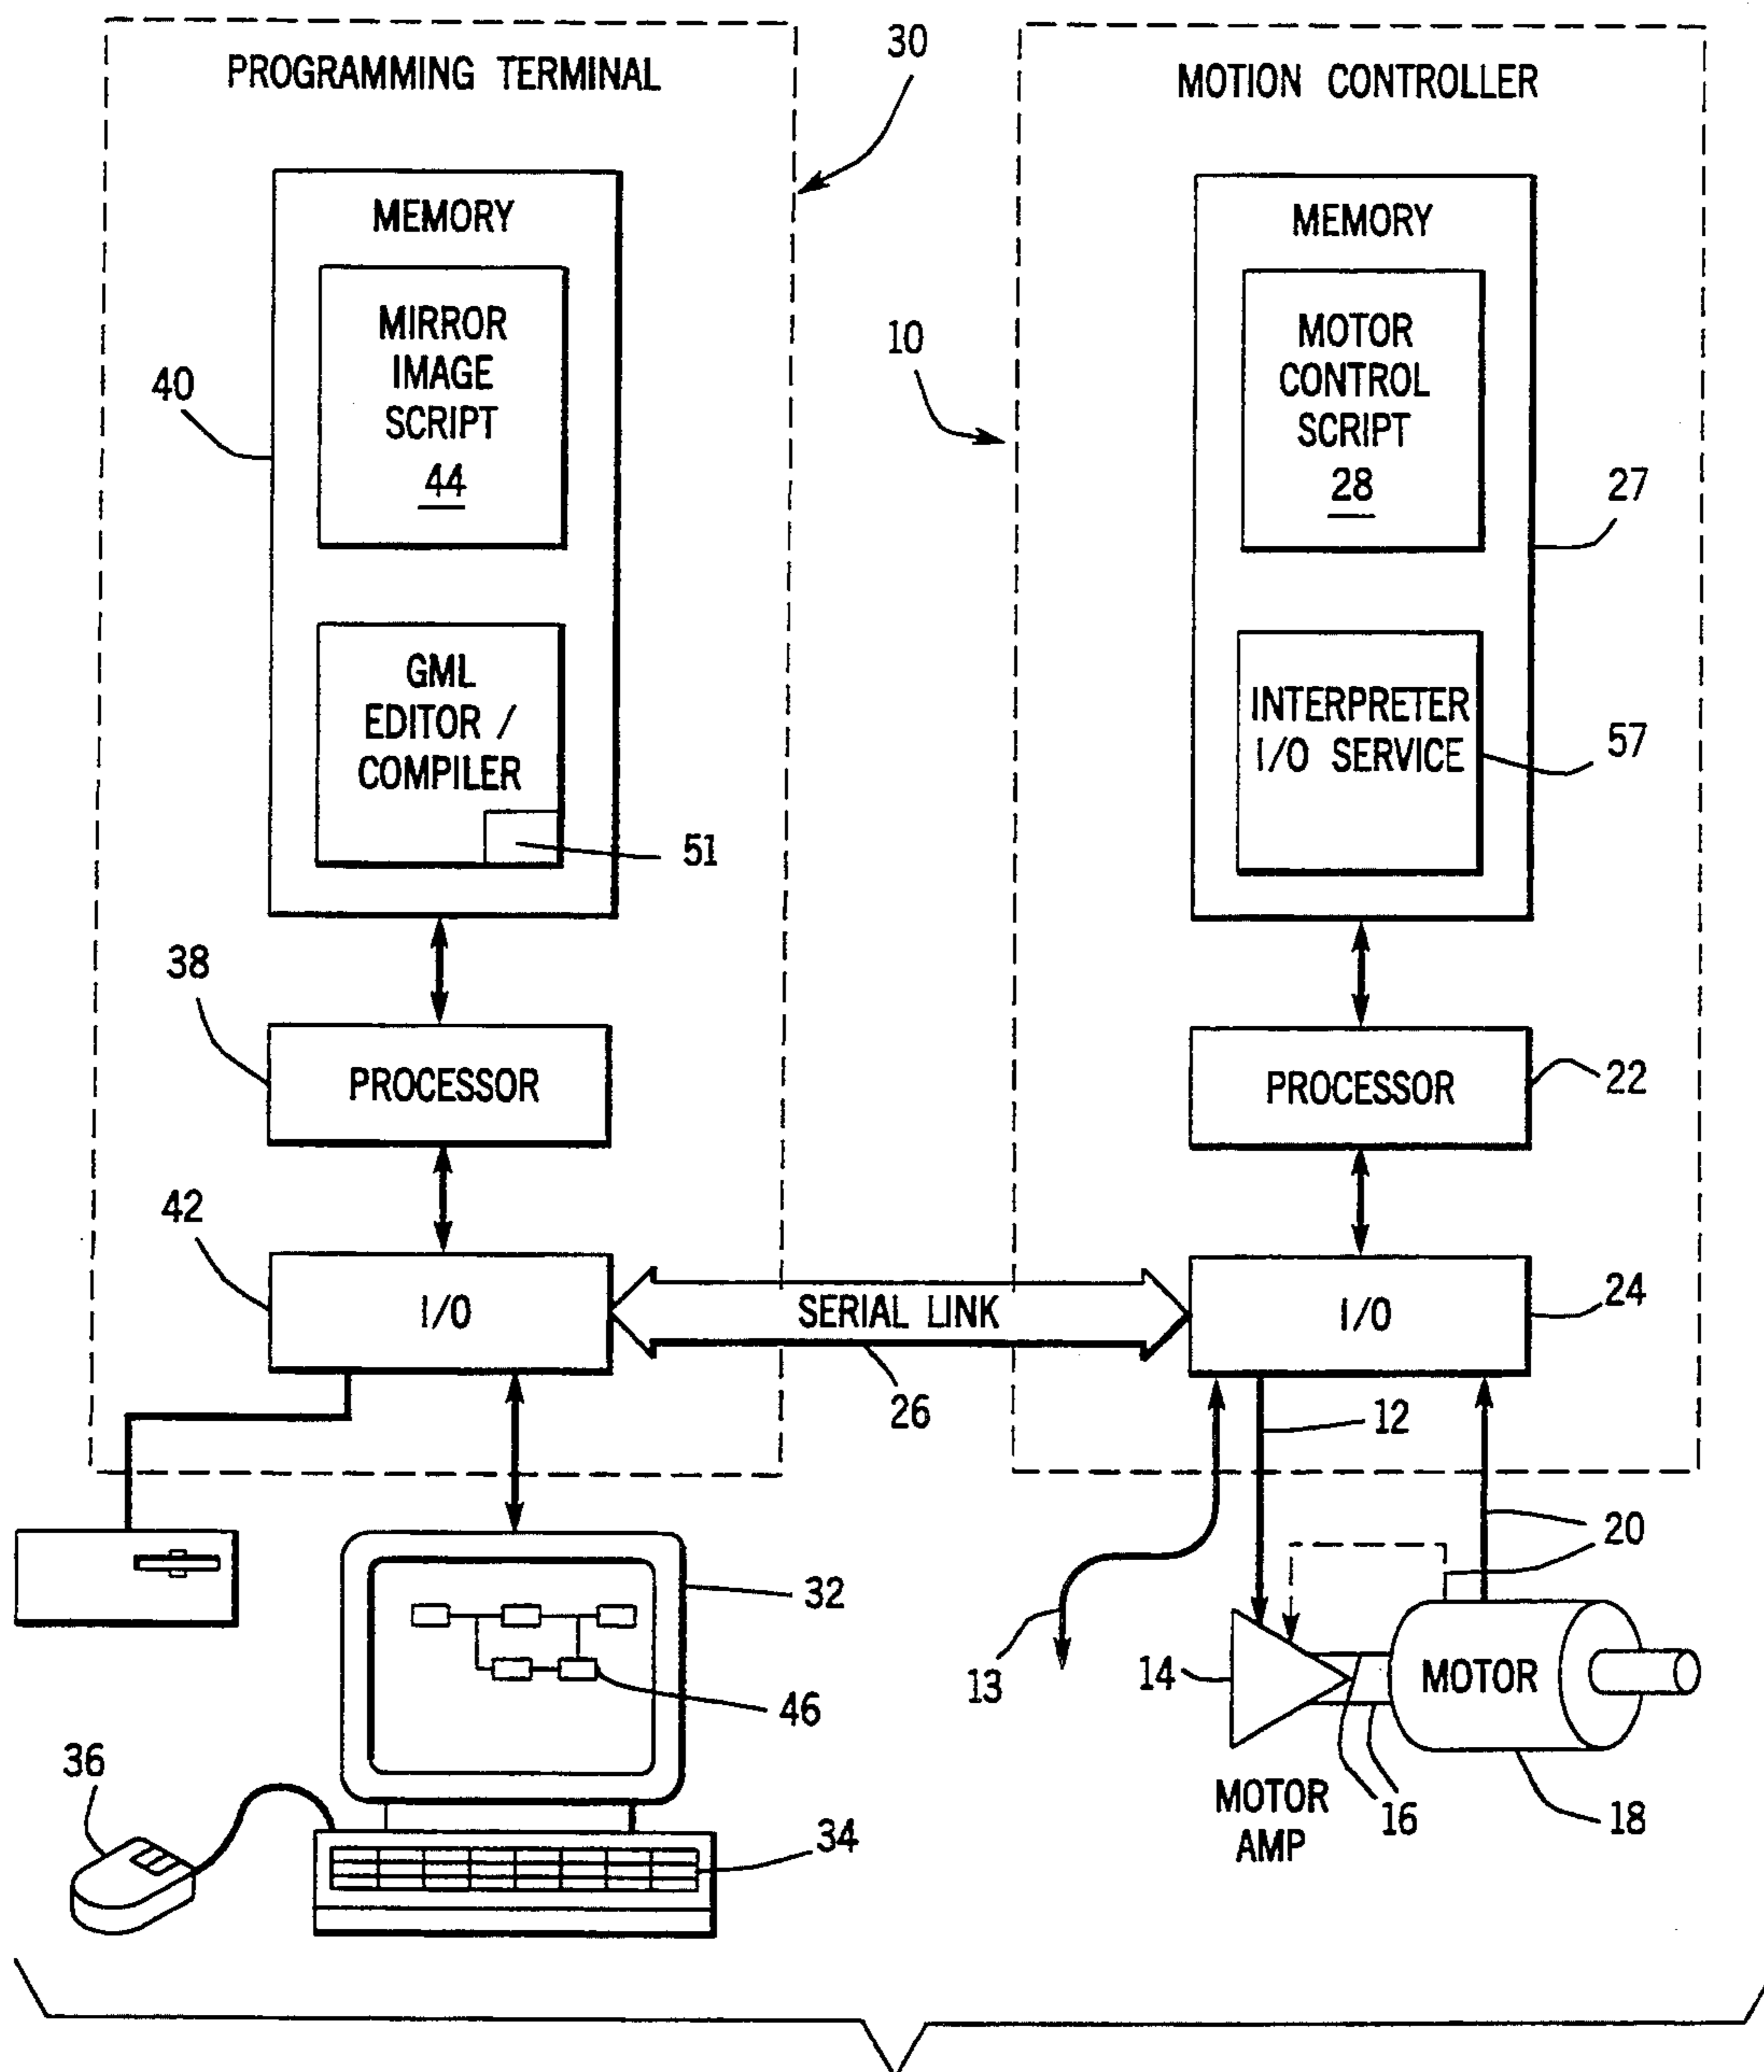 PROGRAMMING TERMINAL
30
MOTION CONTROLLER
MEMORY
MIRROR
IMAGE
SCRIPT
44
40
GML
EDITOR /
COMPILER
51
10
MEMORY
MOTOR
CONTROL
SCRIPT
28
27
INTERPRETER
I/O SERVICE
57
38
PROCESSOR
PROCESSOR
22
42
I/O
SERIAL LINK
26
I/O
24
12
20
32
46
13
14
MOTOR
16
18
MOTOR
AMP
36
34